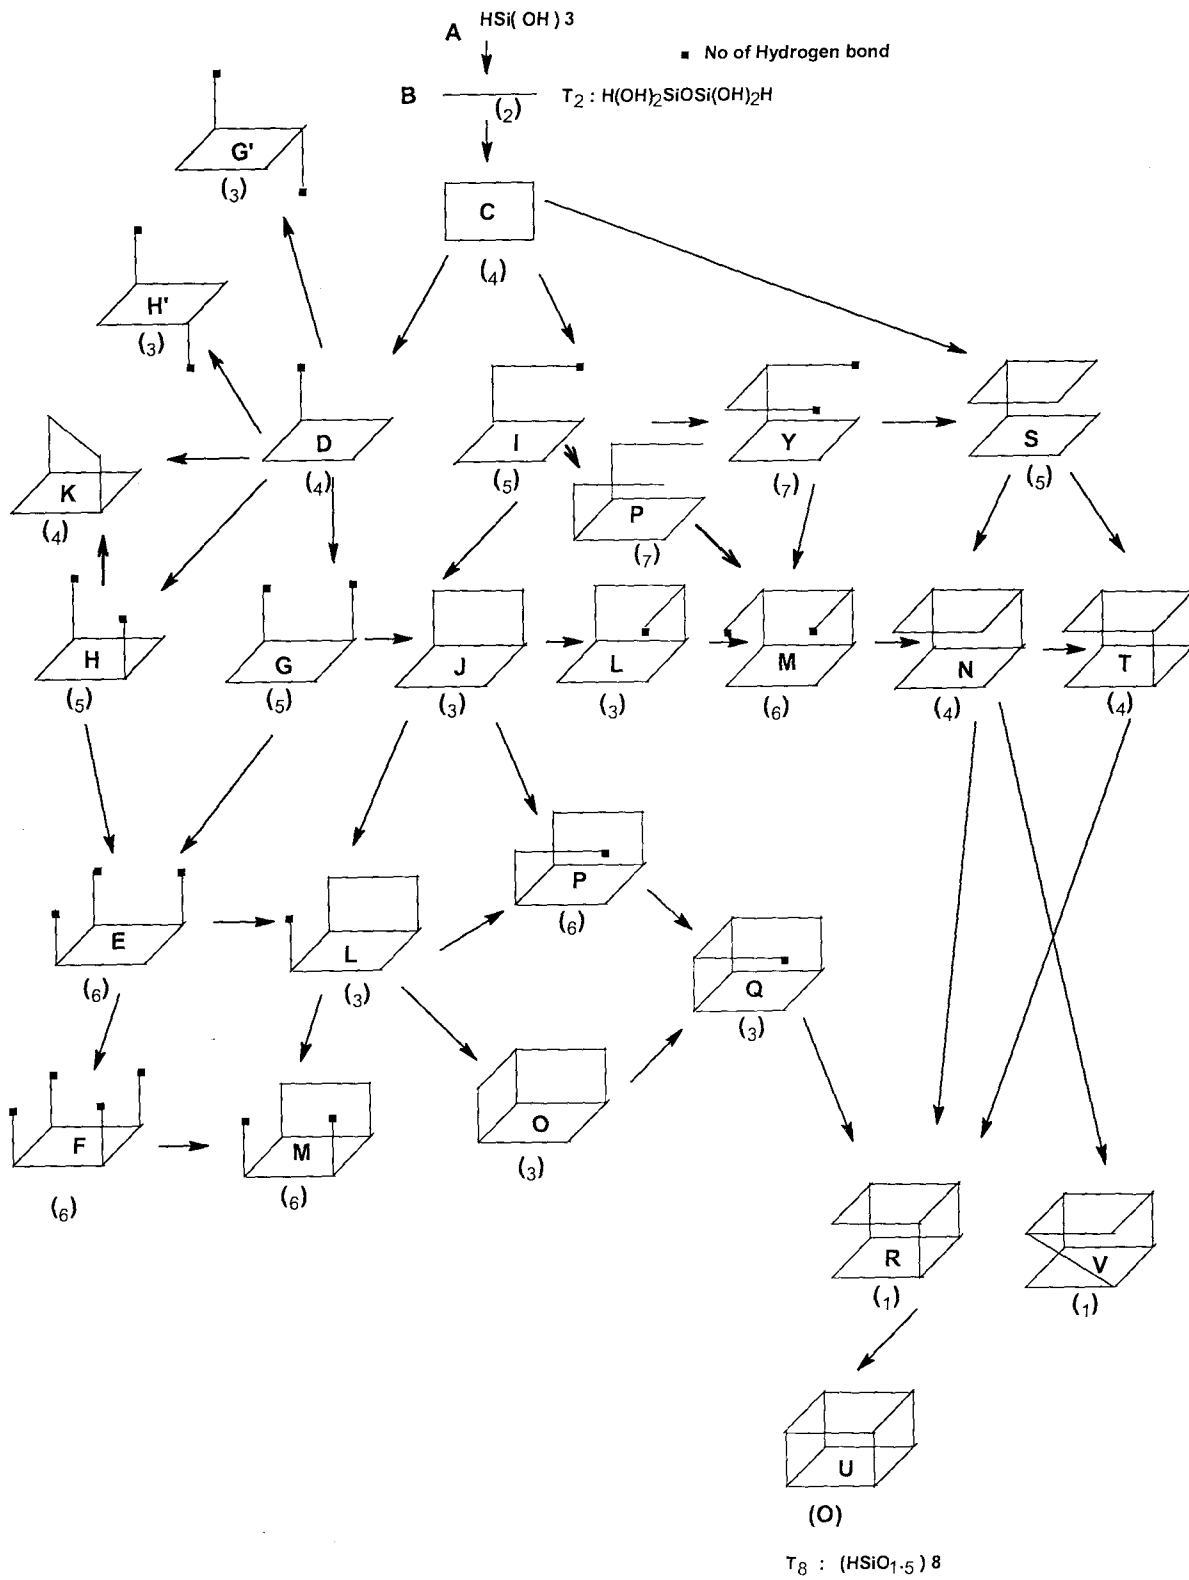 HSi( OH ) 3
A
■ No of Hydrogen bond
B (2) T2 : H(OH)2SiOSi(OH)2H
G'
(3)
C
(4)
H'
(3)
D
(4)
I
(5)
Y
(7)
S
(5)
K
(4)
P
(7)
H
(5)
G
(5)
J
(3)
L
(3)
M
(6)
N
(4)
T
(4)
E
(6)
L
(3)
P
(6)
Q
(3)
F
(6)
M
(6)
O
(3)
R
(1)
V
(1)
U
(O)
T8 : (HSiO1.5 ) 8